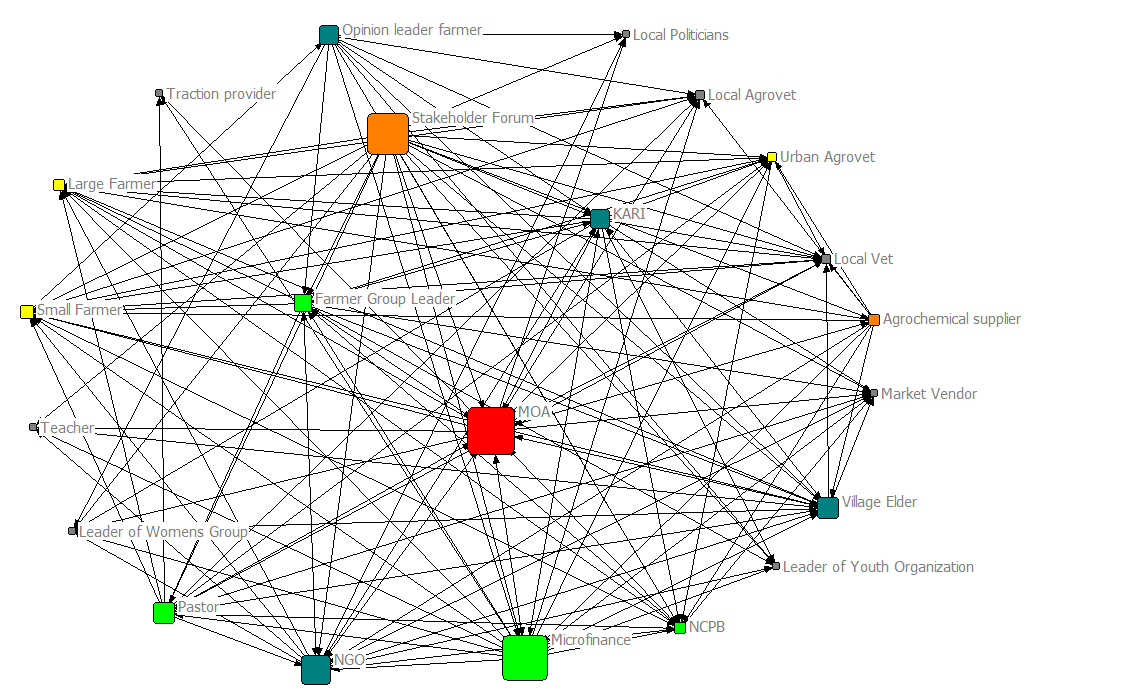 Opinion leader farmer
Local Politicians
Traction provider
Local Agrovet
Stakeholder Forum
Urban Agrovet
Large Farmer
KARI
Local Vet
Farmer Group Leader
Small Farmer
Agrochemical supplier
Market Vendor
MOA
Teacher
Village Elder
Leader of Womens Group
Leader of Youth Organization
Pastor
NCPB
Microfinance
NGO